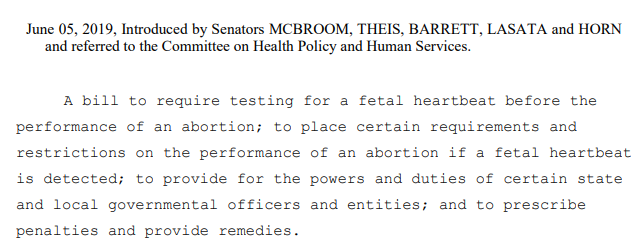 June 05, 2019, Introduced by Senators MCBROOM, THEIS, BARRETT, LASATA and HORN
and referred to the Committee on Health Policy and Human Services.
A bill to require testing for a fetal heartbeat before the
performance of an abortion; to place certain requirements and
restrictions on the performance of an abortion if a fetal heartbeat
is detected; to provide for the powers and duties of certain state
and local governmental officers and entities; and to prescribe
penalties and provide remedies.